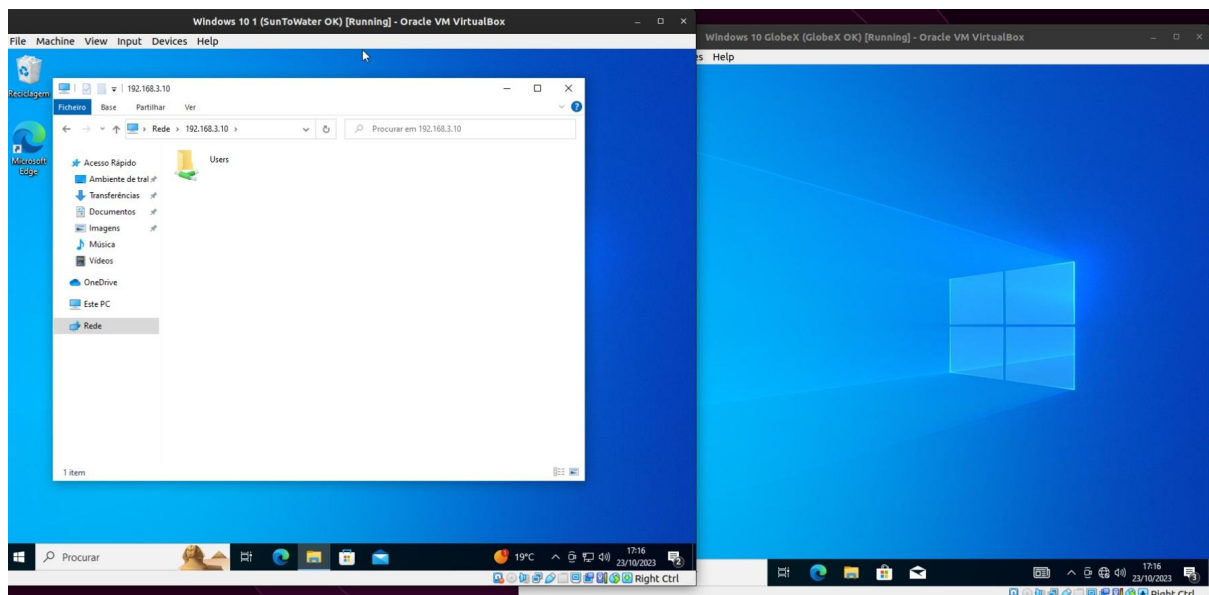 Windows 10 1 (SunToWater OK) [Running] - Oracle VM VirtualBox
File Machine View Input Devices Help
Reciclagem
Microsoft
Edge
192.168.3.10
Ficheiro Base Partilhar Ver
Rede > 192.168.3.10 >
Procurar em 192.168.3.10
Acesso Rápido
Ambiente de tral
Transferências
Documentos
Imagens
Música
Vídeos
OneDrive
Este PC
Rede
Users
1 item
Procurar
19°C
17:16
23/10/2023
2
Right Ctrl
Windows 10 GlobeX (GlobeX OK) [Running] - Oracle VM VirtualBox
s Help
17:16
23/10/2023
3
Right Ctrl